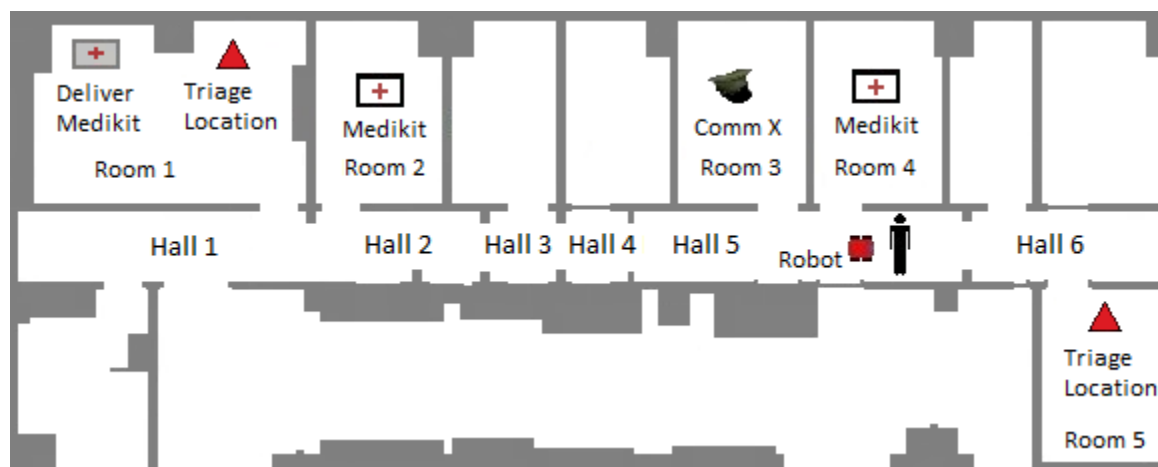 Deliver
Medikit
Triage
Location
Room 1
Medikit
Room 2
Comm X
Room 3
Medikit
Room 4
Hall 1
Hall 2
Hall 3
Hall 4
Hall 5
Robot
Hall 6
Triage
Location
Room 5